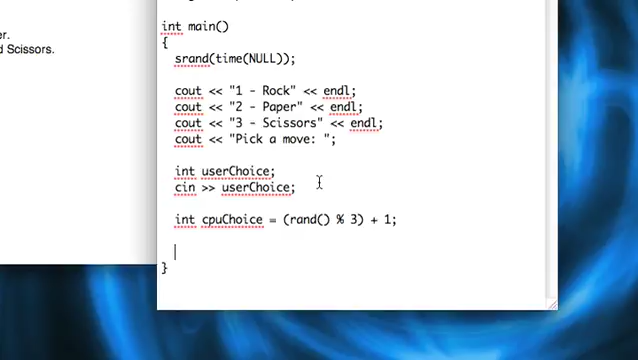 er.
d Scissors.
int main()
{
srand(time(NULL));
cout << "1 - Rock" << endl;
cout << "2 - Paper" << endl;
cout << "3 - Scissors" << endl;
cout << "Pick a move: ";
int userChoice;
cin >> userChoice;
int cpuChoice = (rand() % 3) + 1;
}